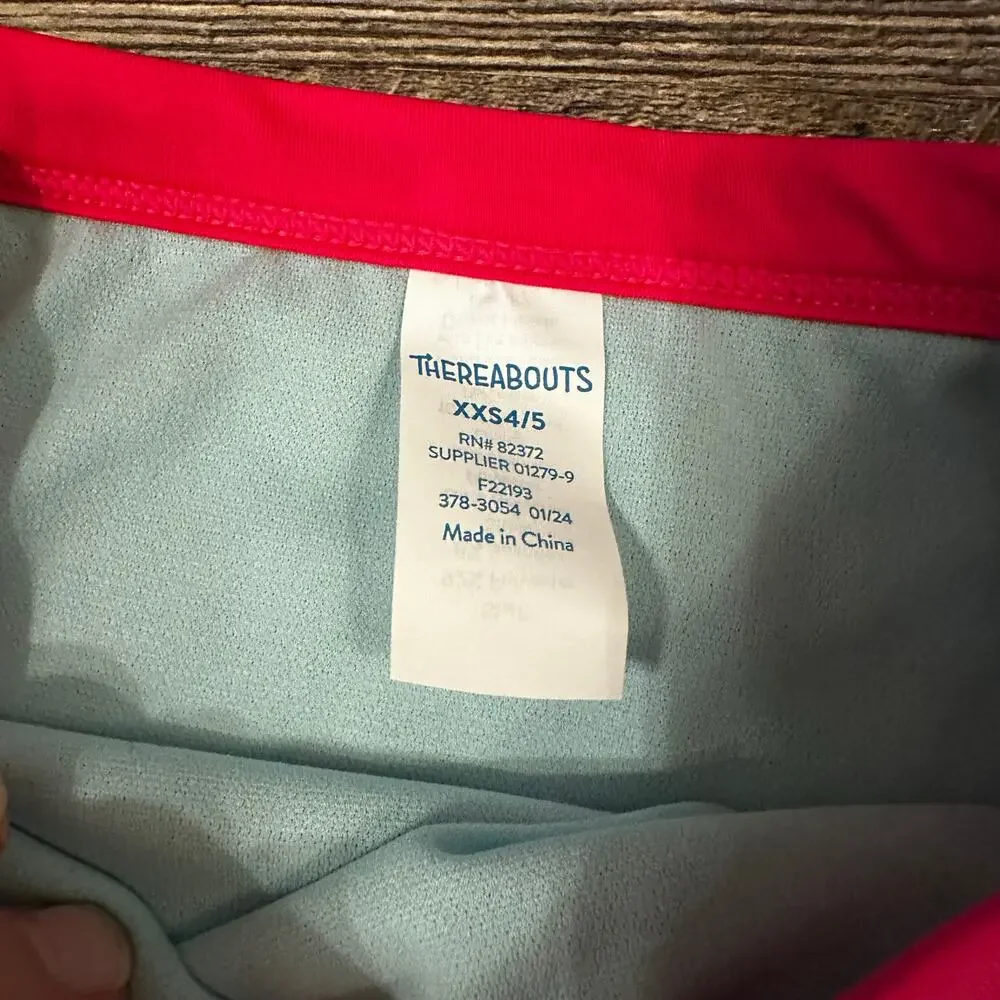 THEREABOUTS
XXS4/5
RN# 82372
SUPPLIER 01279-9
F22193
378-3054 01/24
Made in China